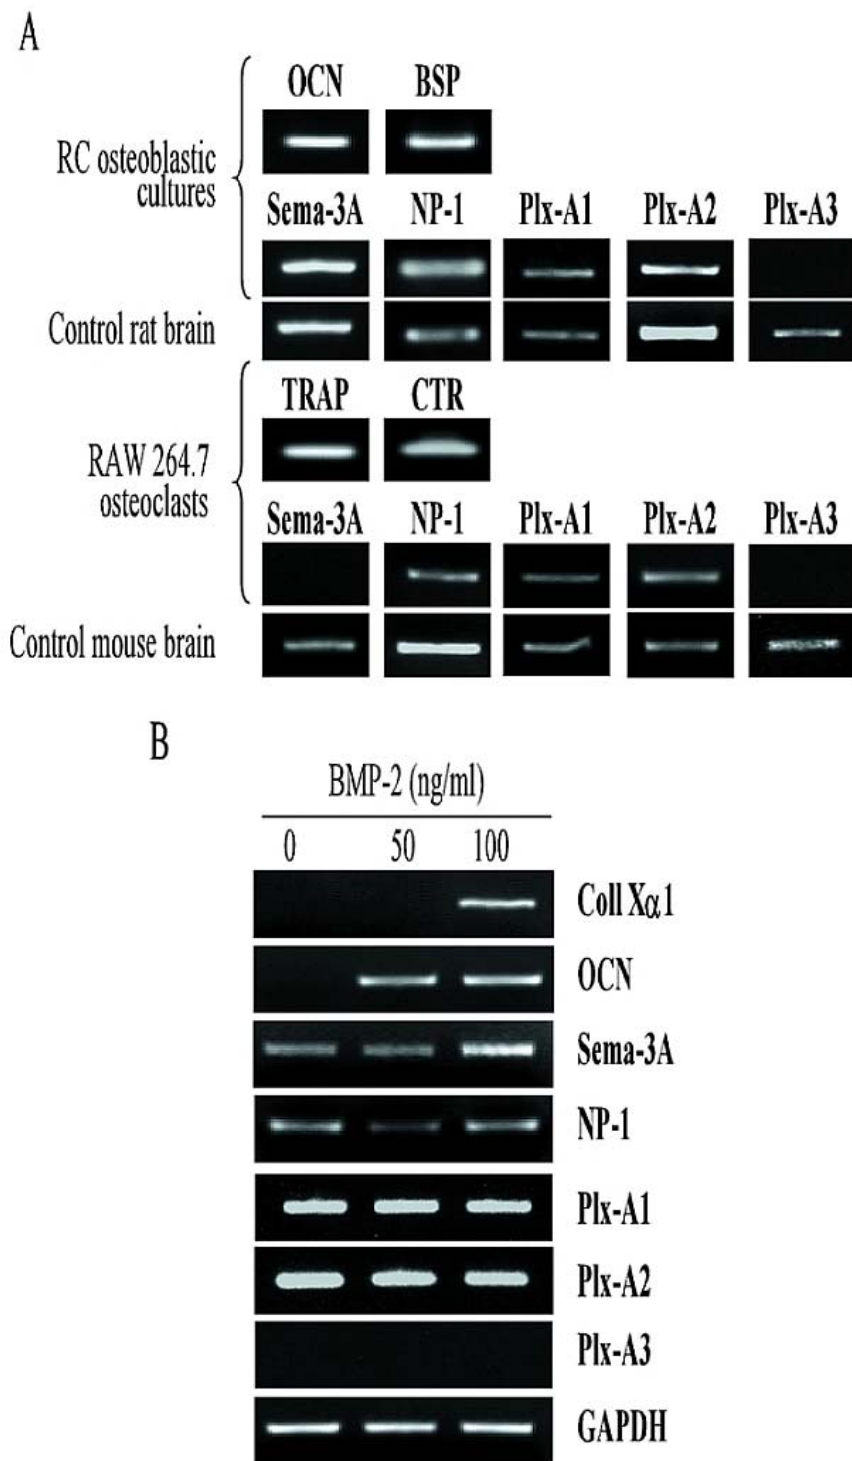 A
OCN BSP
RC osteoblastic
cultures
Sema-3A NP-1 Plx-A1 Plx-A2 Plx-A3
Control rat brain
TRAP CTR
RAW 264.7
osteoclasts
Sema-3A NP-1 Plx-A1 Plx-A2 Plx-A3
Control mouse brain
B
BMP-2 (ng/ml)
0 50 100
Coll Xα1
OCN
Sema-3A
NP-1
Plx-A1
Plx-A2
Plx-A3
GAPDH